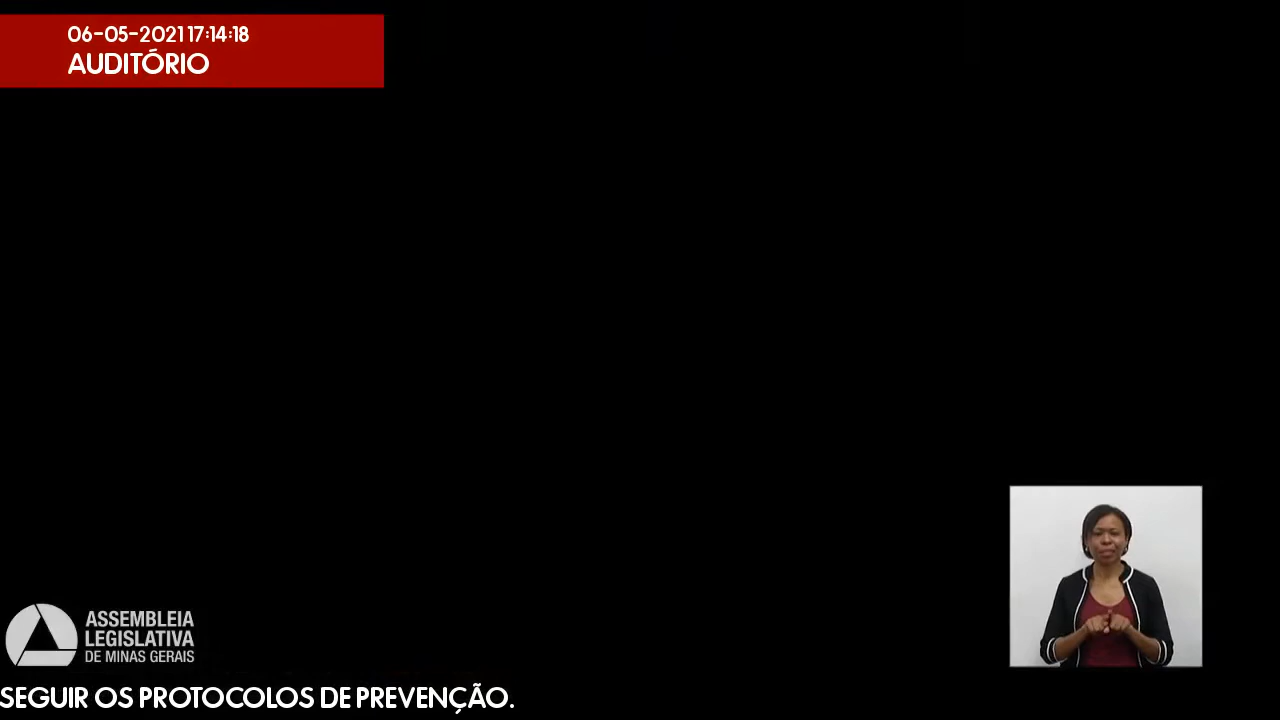 06-05-2021 17:14:18
AUDITÓRIO
ASSEMBLEIA
LEGISLATIVA
DE MINAS GERAIS
SEGUIR OS PROTOCOLOS DE PREVENÇÃO.